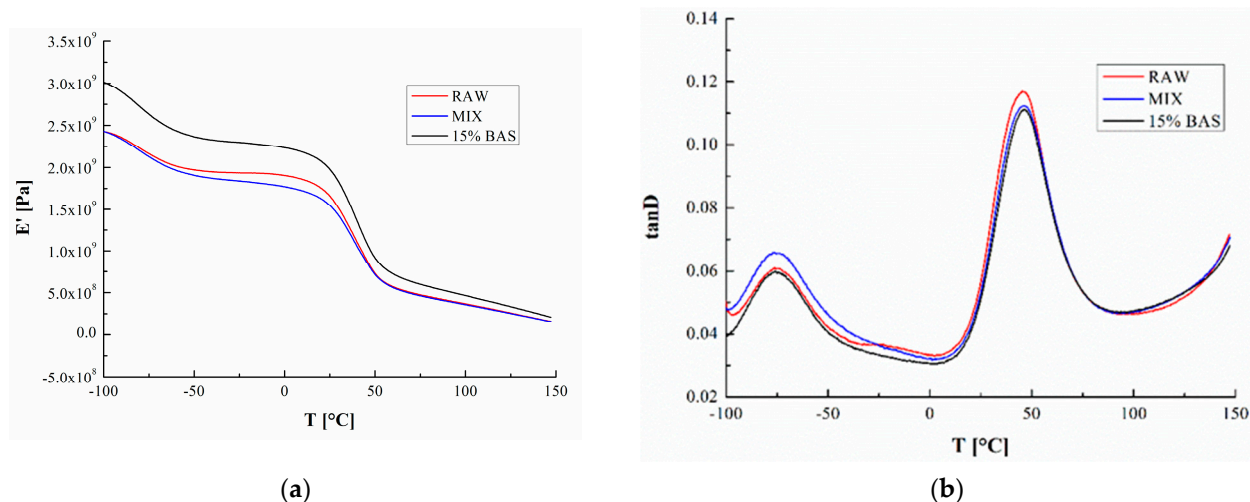 3.5x10⁹
3.0x10⁹
2.5x10⁹
2.0x10⁹
1.5x10⁹
1.0x10⁹
5.0x10⁸
0.0
-5.0x10⁸
E' [Pa]
RAW
MIX
15% BAS
-100 -50 0 50 100 150
T [°C]
(a)
0.14
0.12
0.10
0.08
0.06
0.04
0.02
tanD
RAW
MIX
15% BAS
-100 -50 0 50 100 150
T [°C]
(b)